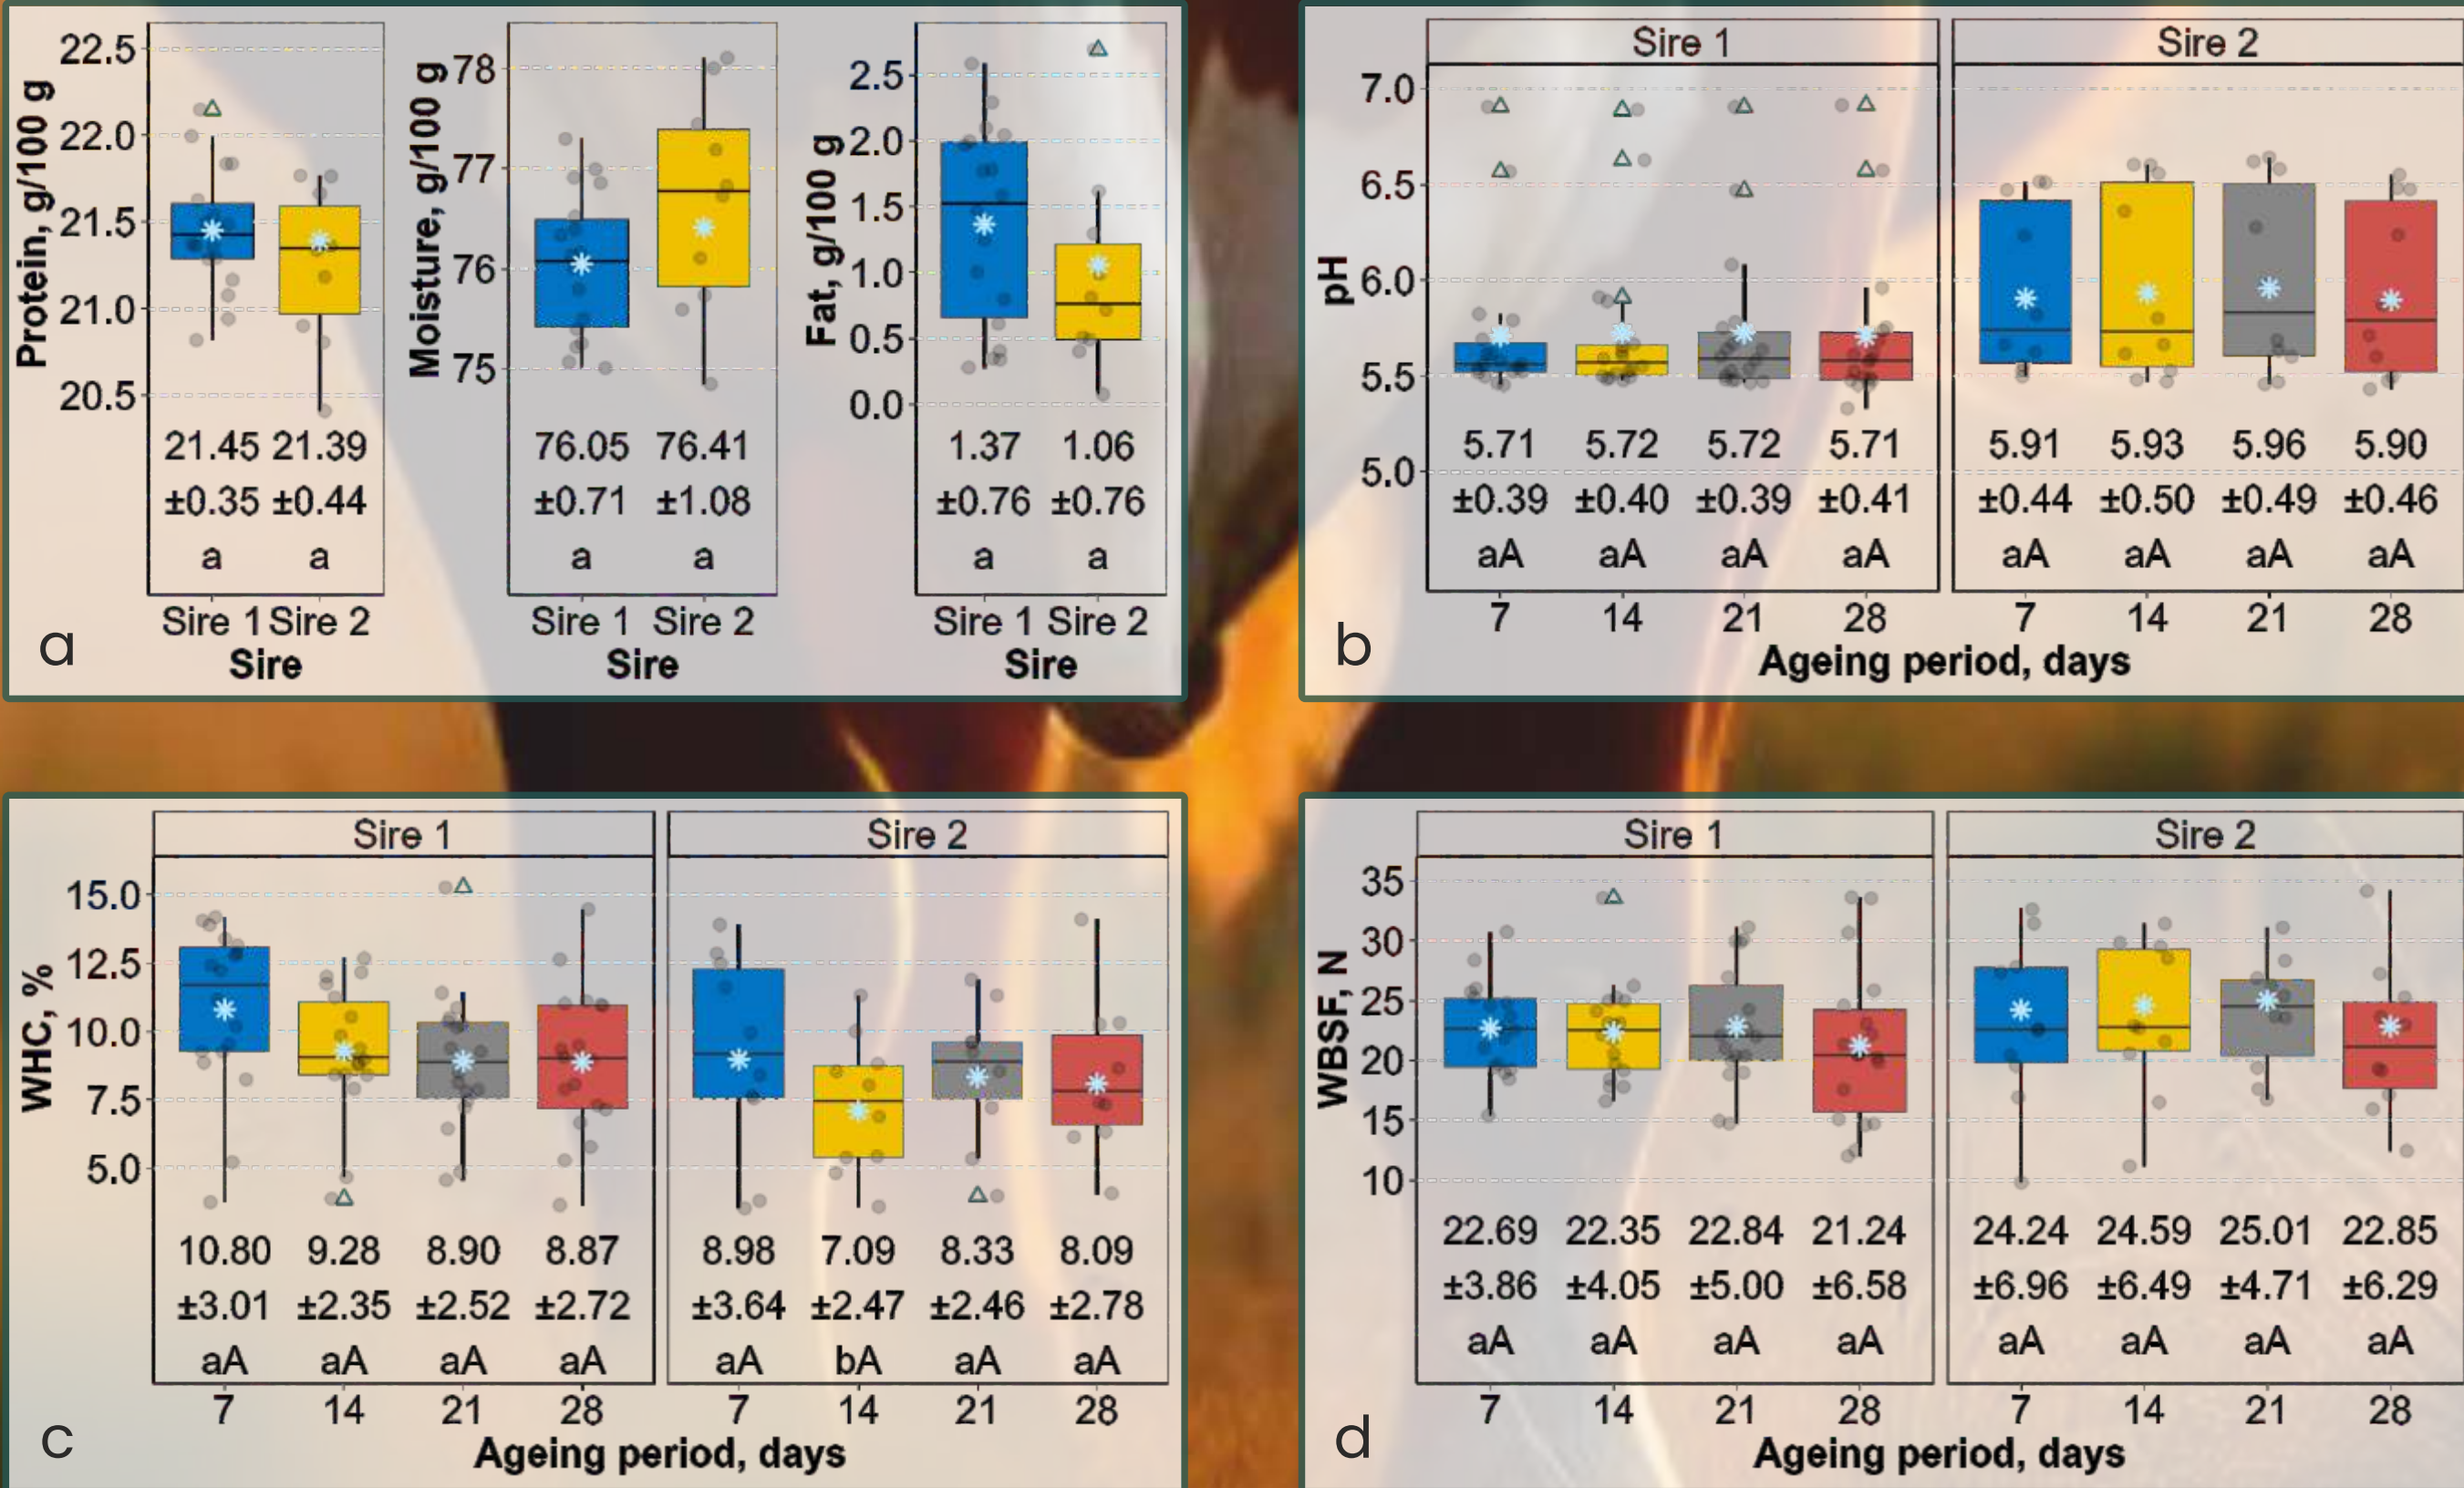 Protein, g/100 g
22.5
22.0
21.5
21.0
20.5
21.45 21.39
±0.35 ±0.44
a a
Sire 1 Sire 2
Sire
Moisture, g/100 g
78
77
76
75
76.05 76.41
±0.71 ±1.08
a a
Sire 1 Sire 2
Sire
Fat, g/100 g
2.5
2.0
1.5
1.0
0.5
0.0
1.37 1.06
±0.76 ±0.76
a a
Sire 1 Sire 2
Sire
a
Sire 1 Sire 2
pH
7.0
6.5
6.0
5.5
5.0
5.71 5.72 5.72 5.71 5.91 5.93 5.96 5.90
±0.39 ±0.40 ±0.39 ±0.41 ±0.44 ±0.50 ±0.49 ±0.46
aA aA aA aA aA aA aA aA
7 14 21 28 7 14 21 28
Ageing period, days
b
Sire 1 Sire 2
WHC, %
15.0
12.5
10.0
7.5
5.0
10.80 9.28 8.90 8.87 8.98 7.09 8.33 8.09
±3.01 ±2.35 ±2.52 ±2.72 ±3.64 ±2.47 ±2.46 ±2.78
aA aA aA aA aA bA aA aA
7 14 21 28 7 14 21 28
Ageing period, days
c
Sire 1 Sire 2
WBSF, N
35
30
25
20
15
10
22.69 22.35 22.84 21.24 24.24 24.59 25.01 22.85
±3.86 ±4.05 ±5.00 ±6.58 ±6.96 ±6.49 ±4.71 ±6.29
aA aA aA aA aA aA aA aA
7 14 21 28 7 14 21 28
Ageing period, days
d